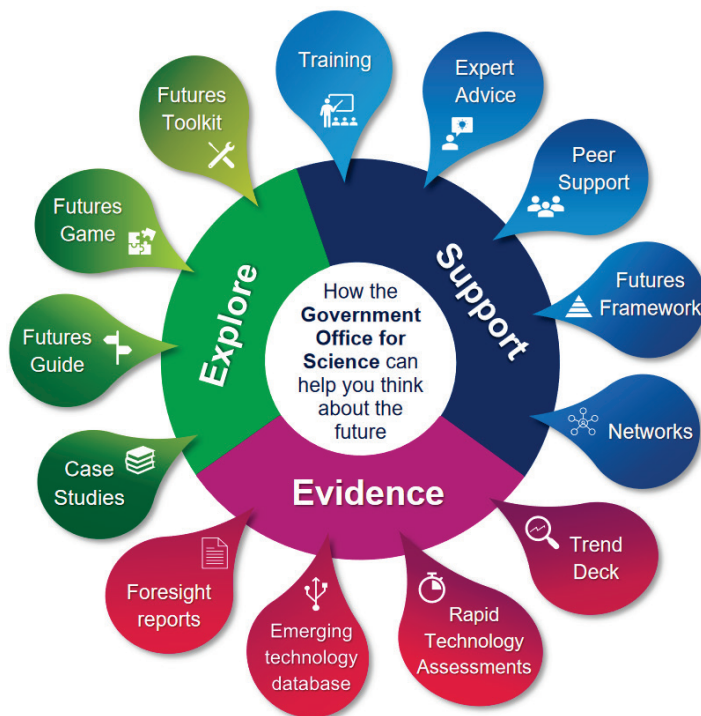 How the
Government
Office for
Science can
help you think
about the
future
Explore
Support
Evidence
Training
Expert
Advice
Peer
Support
Futures
Framework
Networks
Trend
Deck
Rapid
Technology
Assessments
Emerging
technology
database
Foresight
reports
Case
Studies
Futures
Guide
Futures
Game
Futures
Toolkit